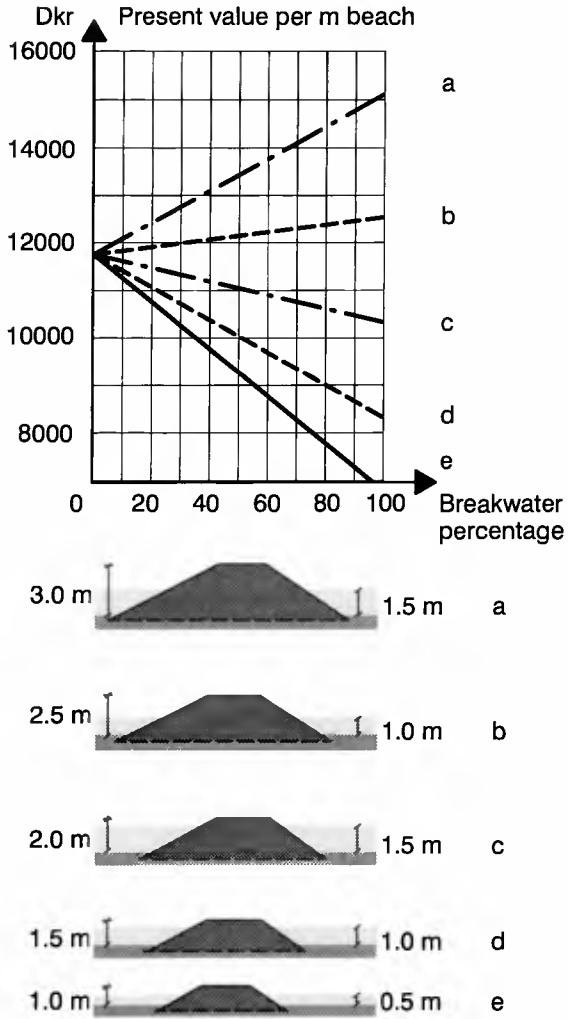 Dkr Present value per m beach
16000
a
14000
b
12000
c
10000
d
8000
e
0 20 40 60 80 100 Breakwater
percentage
3.0 m 1.5 m a
2.5 m 1.0 m b
2.0 m 1.5 m c
1.5 m 1.0 m d
1.0 m 0.5 m e